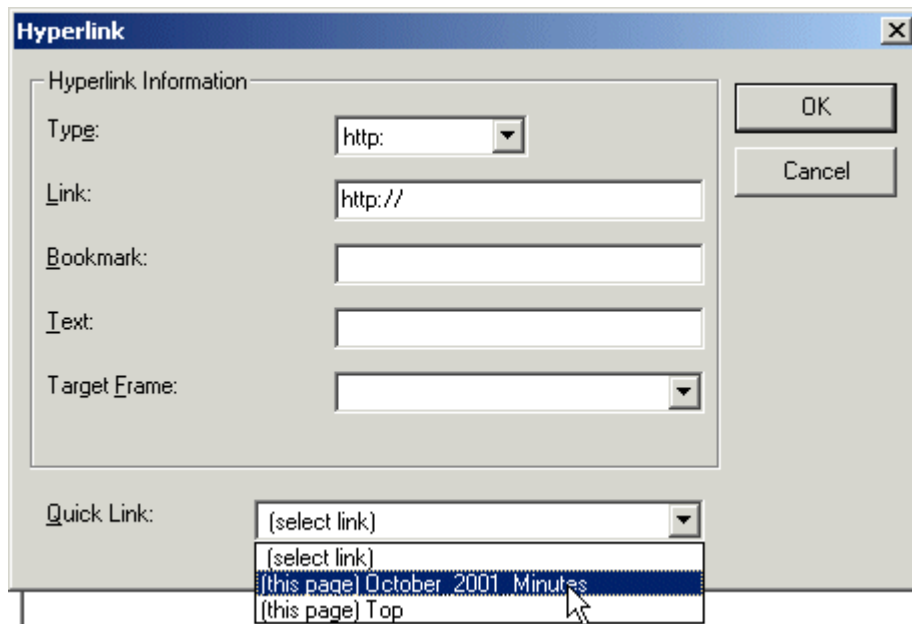 Hyperlink
Hyperlink Information
Type:
http:
OK
Link:
http://
Cancel
Bookmark:
Text:
Target Frame:
Quick Link:
(select link)
(select link)
(this page) October 2001 Minutes
(this page) Top